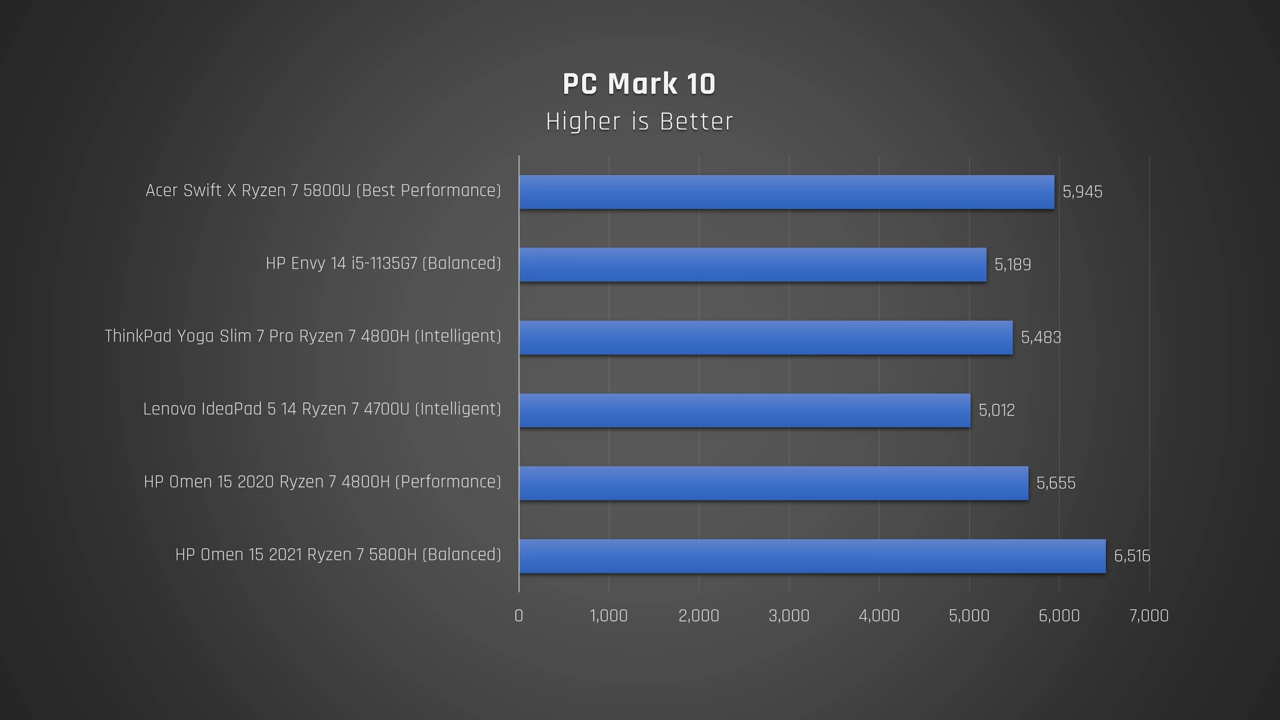 PC Mark 10
Higher is Better
Acer Swift X Ryzen 7 5800U (Best Performance) 5,945
HP Envy 14 i5-1135G7 (Balanced) 5,189
ThinkPad Yoga Slim 7 Pro Ryzen 7 4800H (Intelligent) 5,483
Lenovo IdeaPad 5 14 Ryzen 7 4700U (Intelligent) 5,012
HP Omen 15 2020 Ryzen 7 4800H (Performance) 5,655
HP Omen 15 2021 Ryzen 7 5800H (Balanced) 6,516
0 1,000 2,000 3,000 4,000 5,000 6,000 7,000